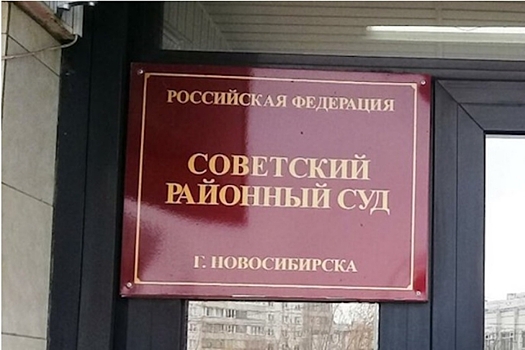 РОССИЙСКАЯ ФЕДЕРАЦИЯ
СОВЕТСКИЙ
РАЙОННЫЙ СУД
Г. НОВОСИБИРСКА